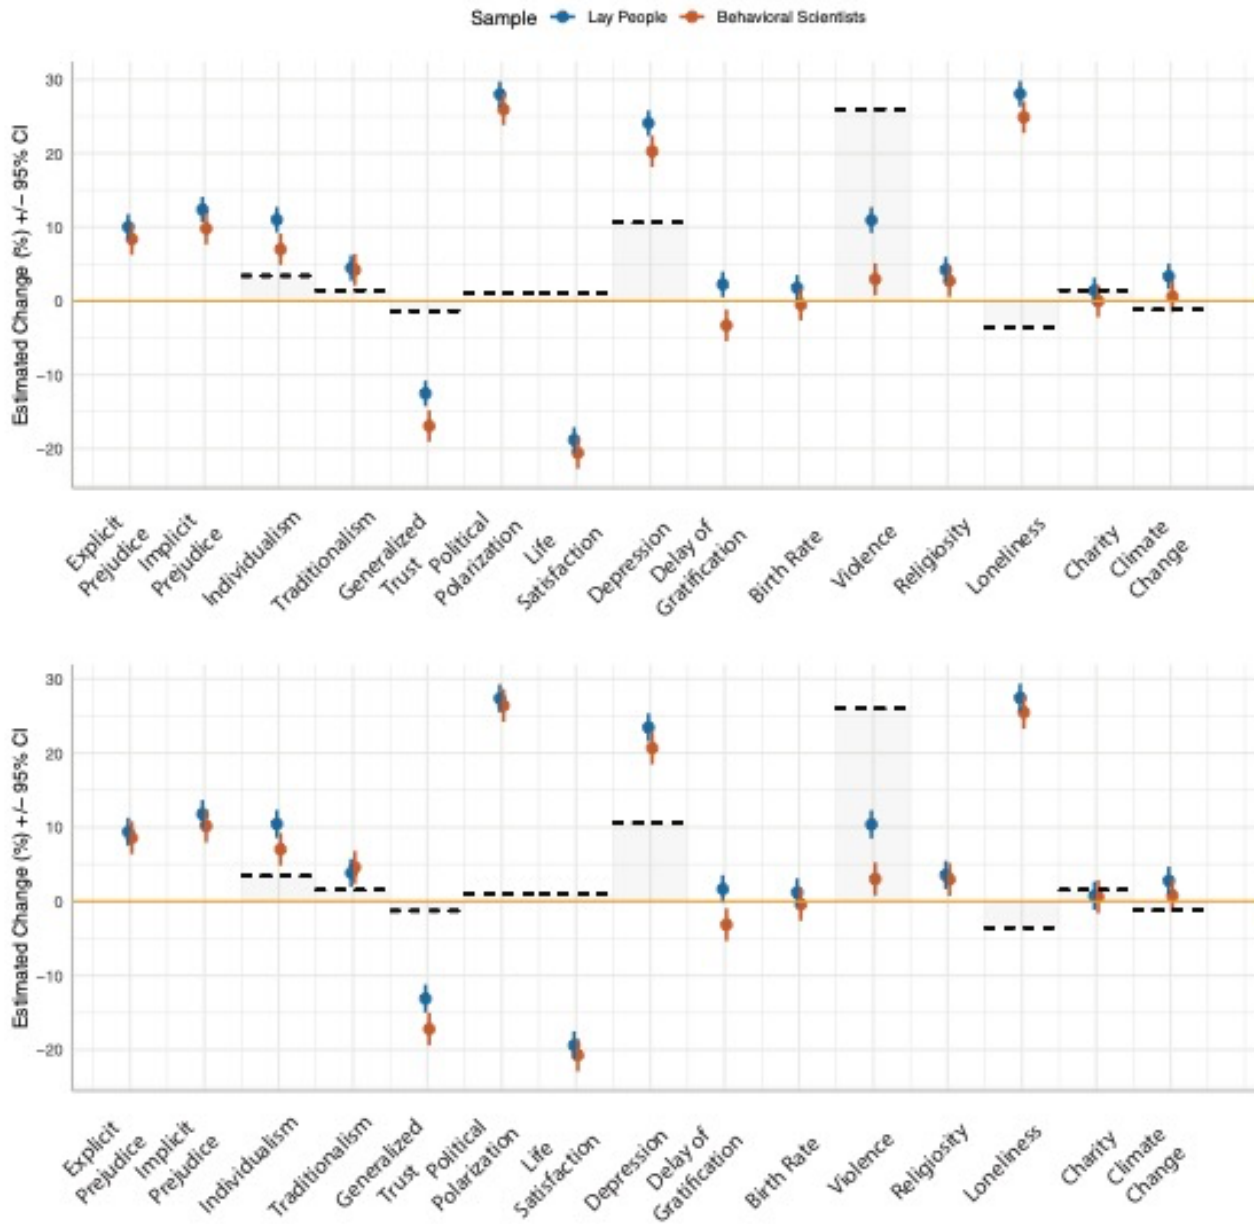 Sample Lay People Behavioral Scientists
Estimated Change (%) +/− 95% CI
30
20
10
0
−10
−20
Explicit
Prejudice
Implicit
Prejudice
Individualism
Traditionalism
Generalized
Trust
Political
Polarization
Life
Satisfaction
Depression
Delay of
Gratification
Birth Rate
Violence
Religiosity
Loneliness
Charity
Climate
Change
Estimated Change (%) +/− 95% CI
30
20
10
0
−10
−20
Explicit
Prejudice
Implicit
Prejudice
Individualism
Traditionalism
Generalized
Trust
Political
Polarization
Life
Satisfaction
Depression
Delay of
Gratification
Birth Rate
Violence
Religiosity
Loneliness
Charity
Climate
Change